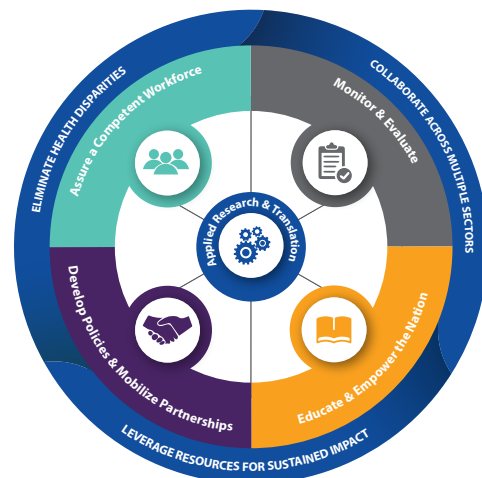 ELIMINATE HEALTH DISPARITIES
COLLABORATE ACROSS MULTIPLE SECTORS
LEVERAGE RESOURCES FOR SUSTAINED IMPACT
Assure a Competent Workforce
Monitor & Evaluate
Applied Research & Translation
Develop Policies & Mobilize Partnerships
Educate & Empower the Nation